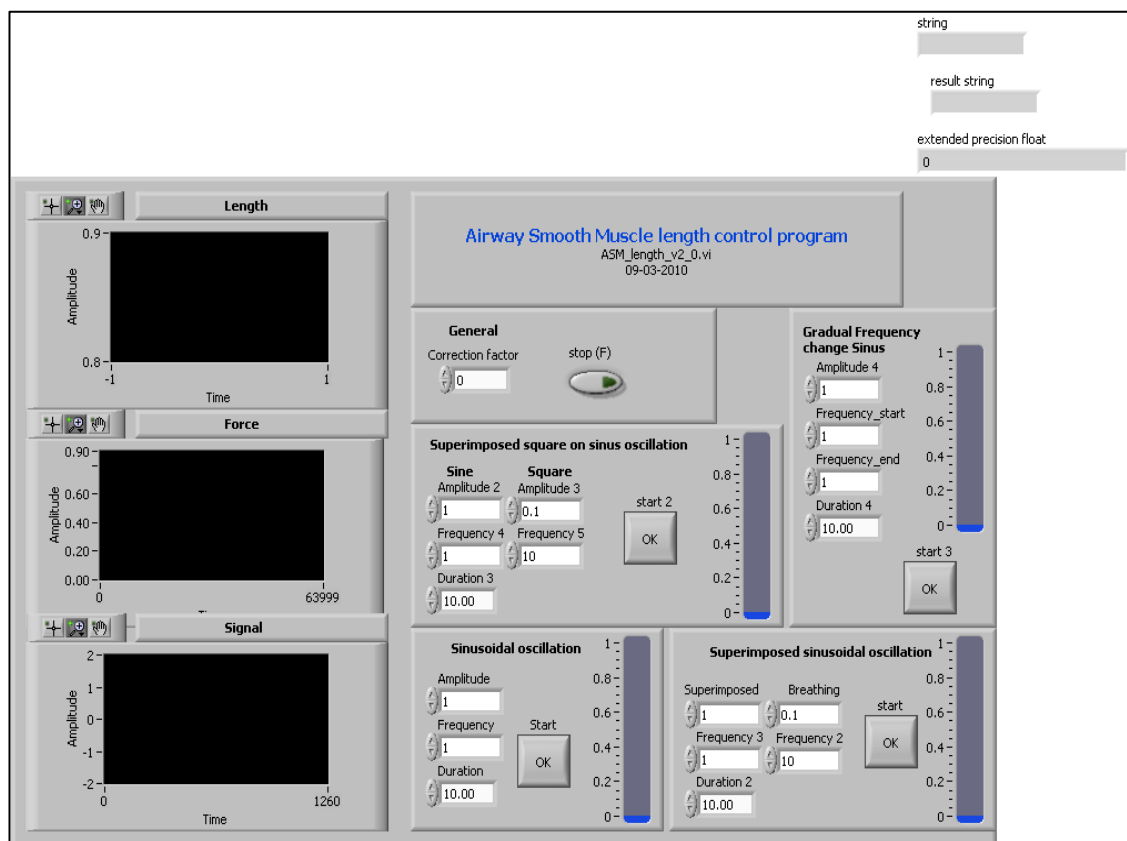 string
result string
extended precision float
0
Length
0.9
0.8
Amplitude
-1
1
Time
Force
0.90
0.60
0.40
0.20
0.00
Amplitude
0
63999
Signal
2
1
0
-1
-2
Amplitude
0
1260
Time
Airway Smooth Muscle length control program
ASM_length_v2_0.vi
09-03-2010
General
Correction factor
0
stop (F)
Superimposed square on sinus oscillation
Sine Square
Amplitude 2 Amplitude 3
1 0.1
Frequency 4 Frequency 5
1 10
Duration 3
10.00
start 2
OK
1
0.8
0.6
0.4
0.2
0
Gradual Frequency
change Sinus
Amplitude 4
1
Frequency_start
1
Frequency_end
1
Duration 4
10.00
1
0.8
0.6
0.4
0.2
0
start 3
OK
Sinusoidal oscillation
Amplitude
1
Frequency
1
Duration
10.00
Start
OK
1
0.8
0.6
0.4
0.2
0
Superimposed sinusoidal oscillation
Superimposed Breathing
1 0.1
Frequency 3 Frequency 2
1 10
Duration 2
10.00
start
OK
1
0.8
0.6
0.4
0.2
0